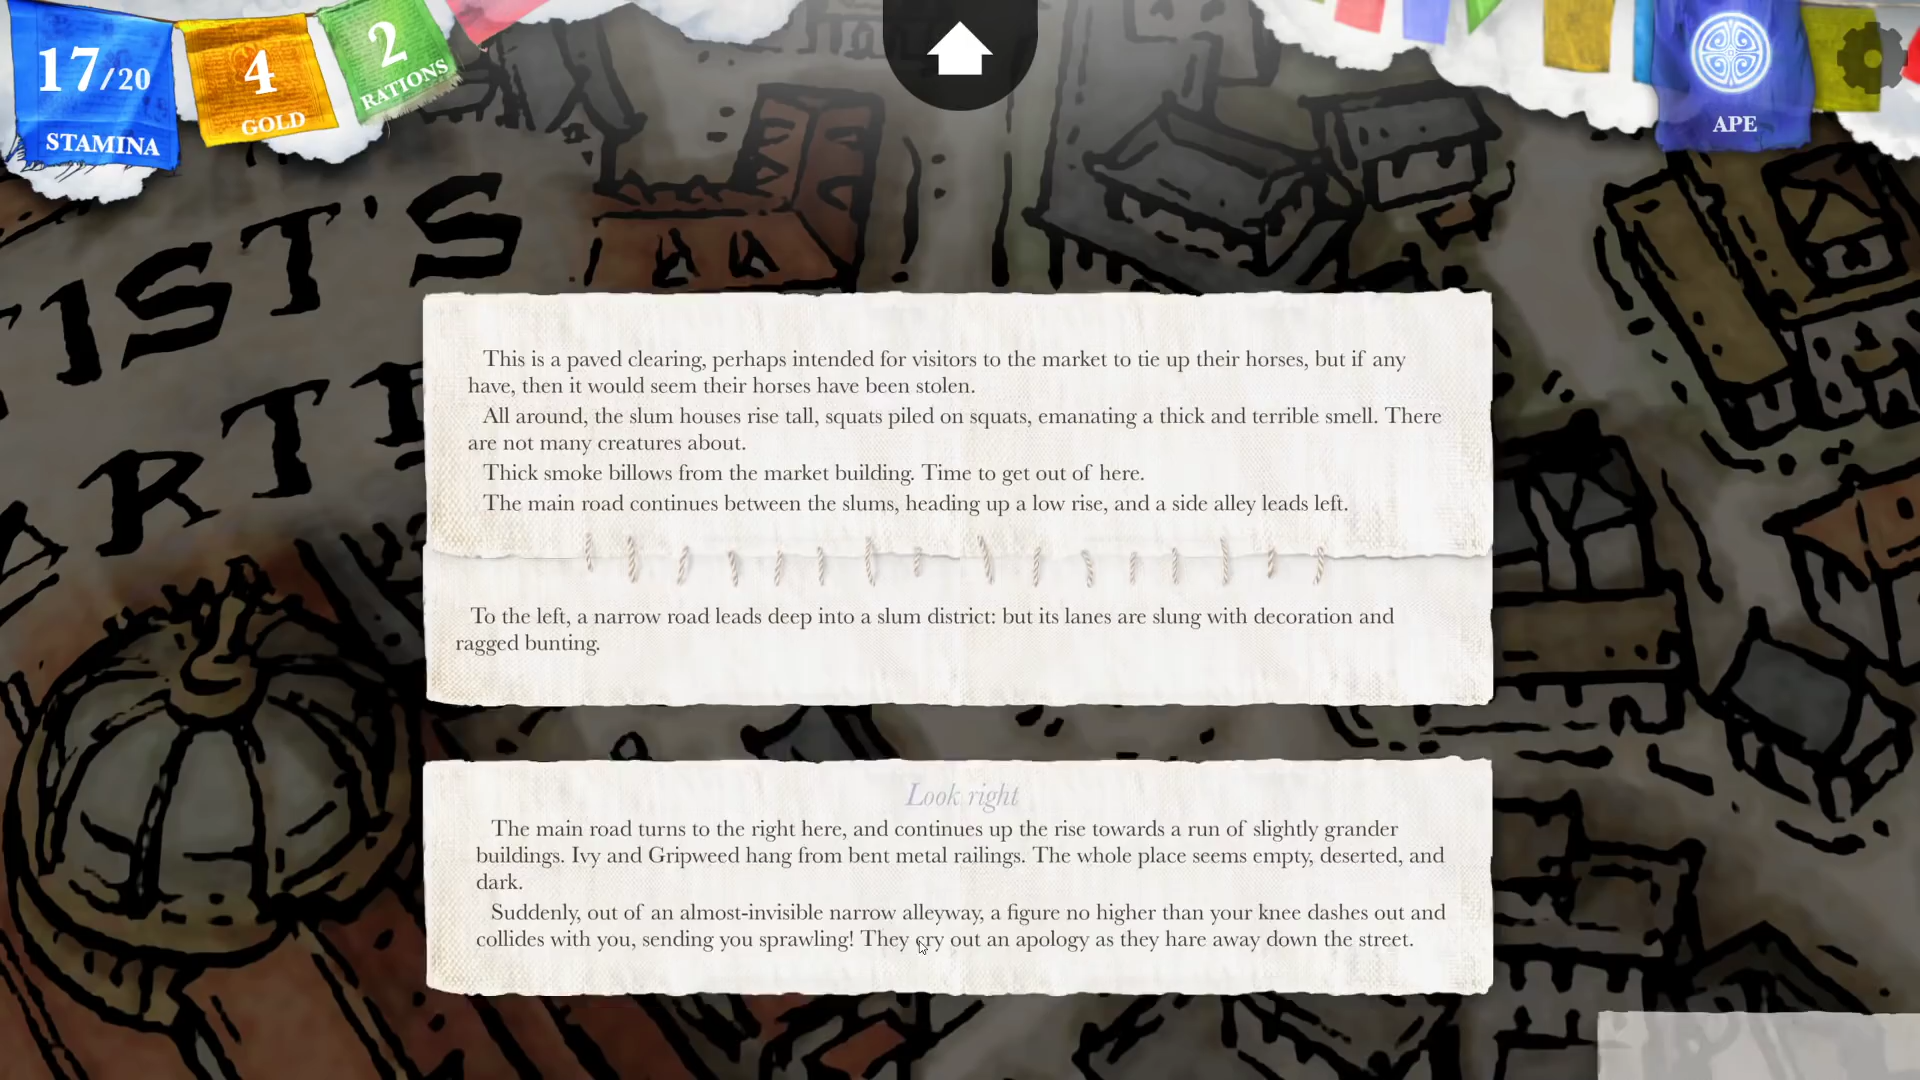 17/20
STAMINA
4
GOLD
2
RATIONS
APE
IST'S
ARTE
This is a paved clearing, perhaps intended for visitors to the market to tie up their horses, but if any
have, then it would seem their horses have been stolen.
All around, the slum houses rise tall, squats piled on squats, emanating a thick and terrible smell. There
are not many creatures about.
Thick smoke billows from the market building. Time to get out of here.
The main road continues between the slums, heading up a low rise, and a side alley leads left.
To the left, a narrow road leads deep into a slum district: but its lanes are slung with decoration and
ragged bunting.
Look right
The main road turns to the right here, and continues up the rise towards a run of slightly grander
buildings. Ivy and Gripweed hang from bent metal railings. The whole place seems empty, deserted, and
dark.
Suddenly, out of an almost-invisible narrow alleyway, a figure no higher than your knee dashes out and
collides with you, sending you sprawling! They cry out an apology as they hare away down the street.